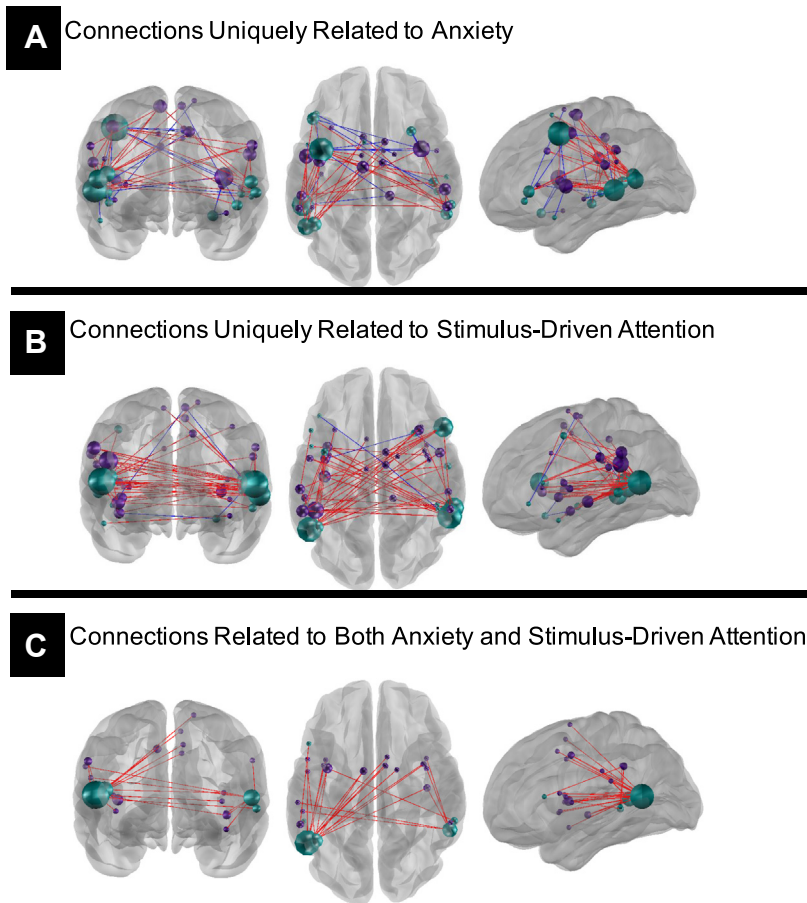 A Connections Uniquely Related to Anxiety
B Connections Uniquely Related to Stimulus-Driven Attention
C Connections Related to Both Anxiety and Stimulus-Driven Attention